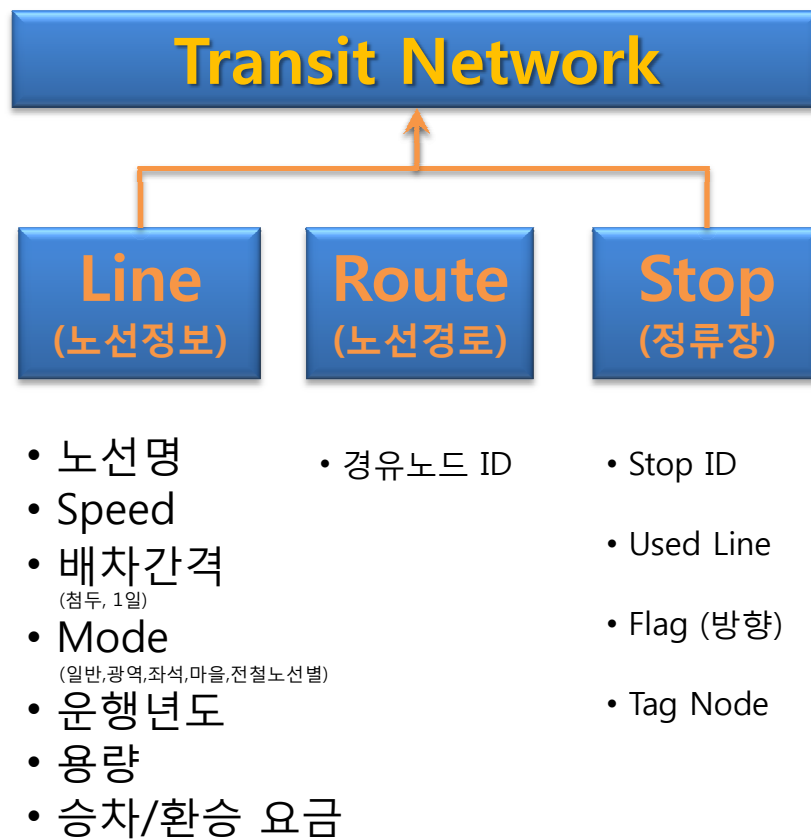 Transit Network
Line
(노선정보)
Route
(노선경로)
Stop
(정류장)
• 노선명
• Speed
• 배차간격
(첨두, 1일)
• Mode
(일반,광역,좌석,마을,전철노선별)
• 운행년도
• 용량
• 승차/환승 요금
• 경유노드 ID
• Stop ID
• Used Line
• Flag (방향)
• Tag Node